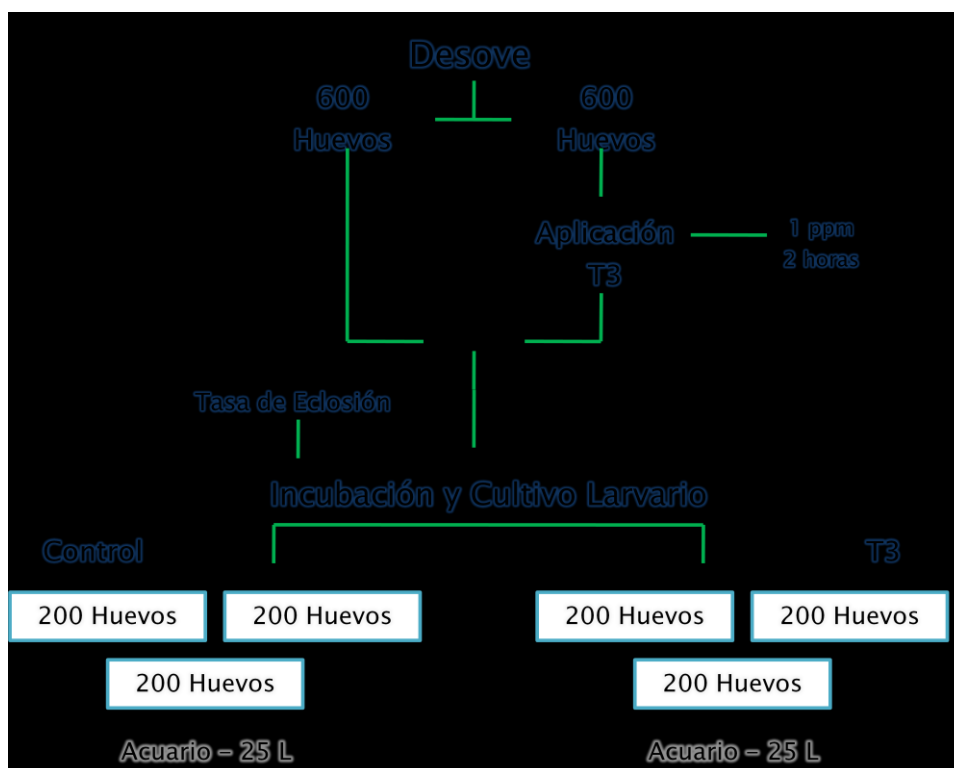 Desove
600
Huevos
600
Huevos
Aplicación
T3
1 ppm
2 horas
Tasa de Eclosión
Incubación y Cultivo Larvario
Control
T3
200 Huevos
200 Huevos
200 Huevos
200 Huevos
200 Huevos
200 Huevos
Acuario – 25 L
Acuario – 25 L